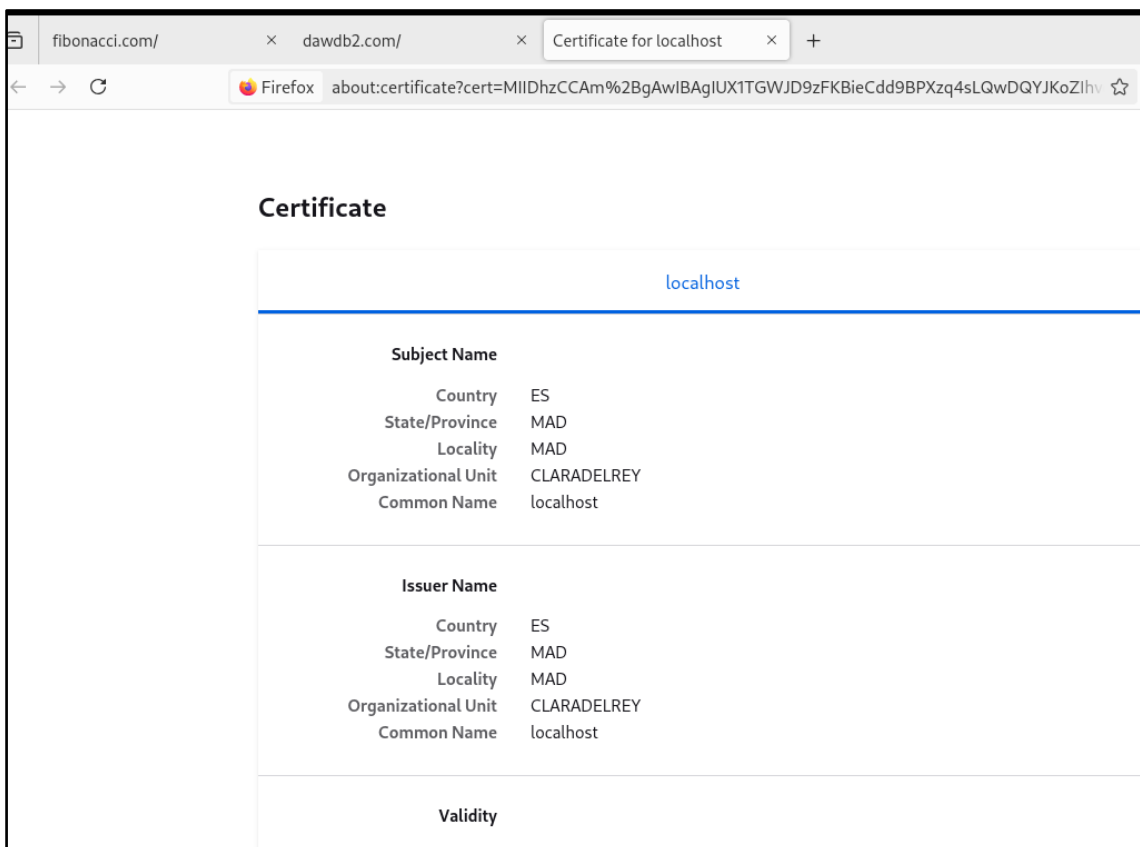 fibonacci.com/ × dawdb2.com/ × Certificate for localhost × +
Firefox about:certificate?cert=MIIDhzCCAm%2BgAwIBAgIUX1TGWJD9zFKBieCdd9BPXzq4sLQwDQYJKoZIhv
Certificate
localhost
Subject Name
Country ES
State/Province MAD
Locality MAD
Organizational Unit CLARADELREY
Common Name localhost
Issuer Name
Country ES
State/Province MAD
Locality MAD
Organizational Unit CLARADELREY
Common Name localhost
Validity